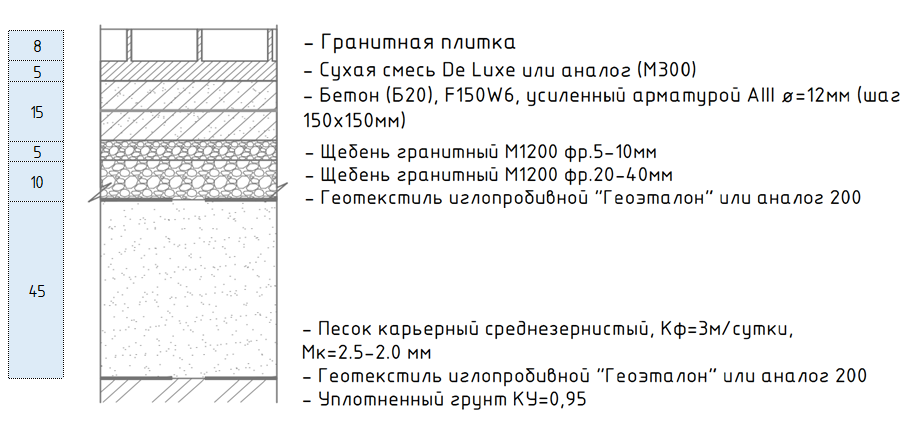 8
– Гранитная плитка
5
– Сухая смесь De Luxe или аналог (М300)
15
– Бетон (Б20), F150W6, усиленный арматурой АIII ø=12мм (шаг
150х150мм)
5
– Щебень гранитный М1200 фр.5–10мм
10
– Щебень гранитный М1200 фр.20–40мм
– Геотекстиль иглопробивной "Геоэталон" или аналог 200
45
– Песок карьерный среднезернистый, Кф=3м/сутки,
Мк=2.5–2.0 мм
– Геотекстиль иглопробивной "Геоэталон" или аналог 200
– Уплотненный грунт КУ=0,95